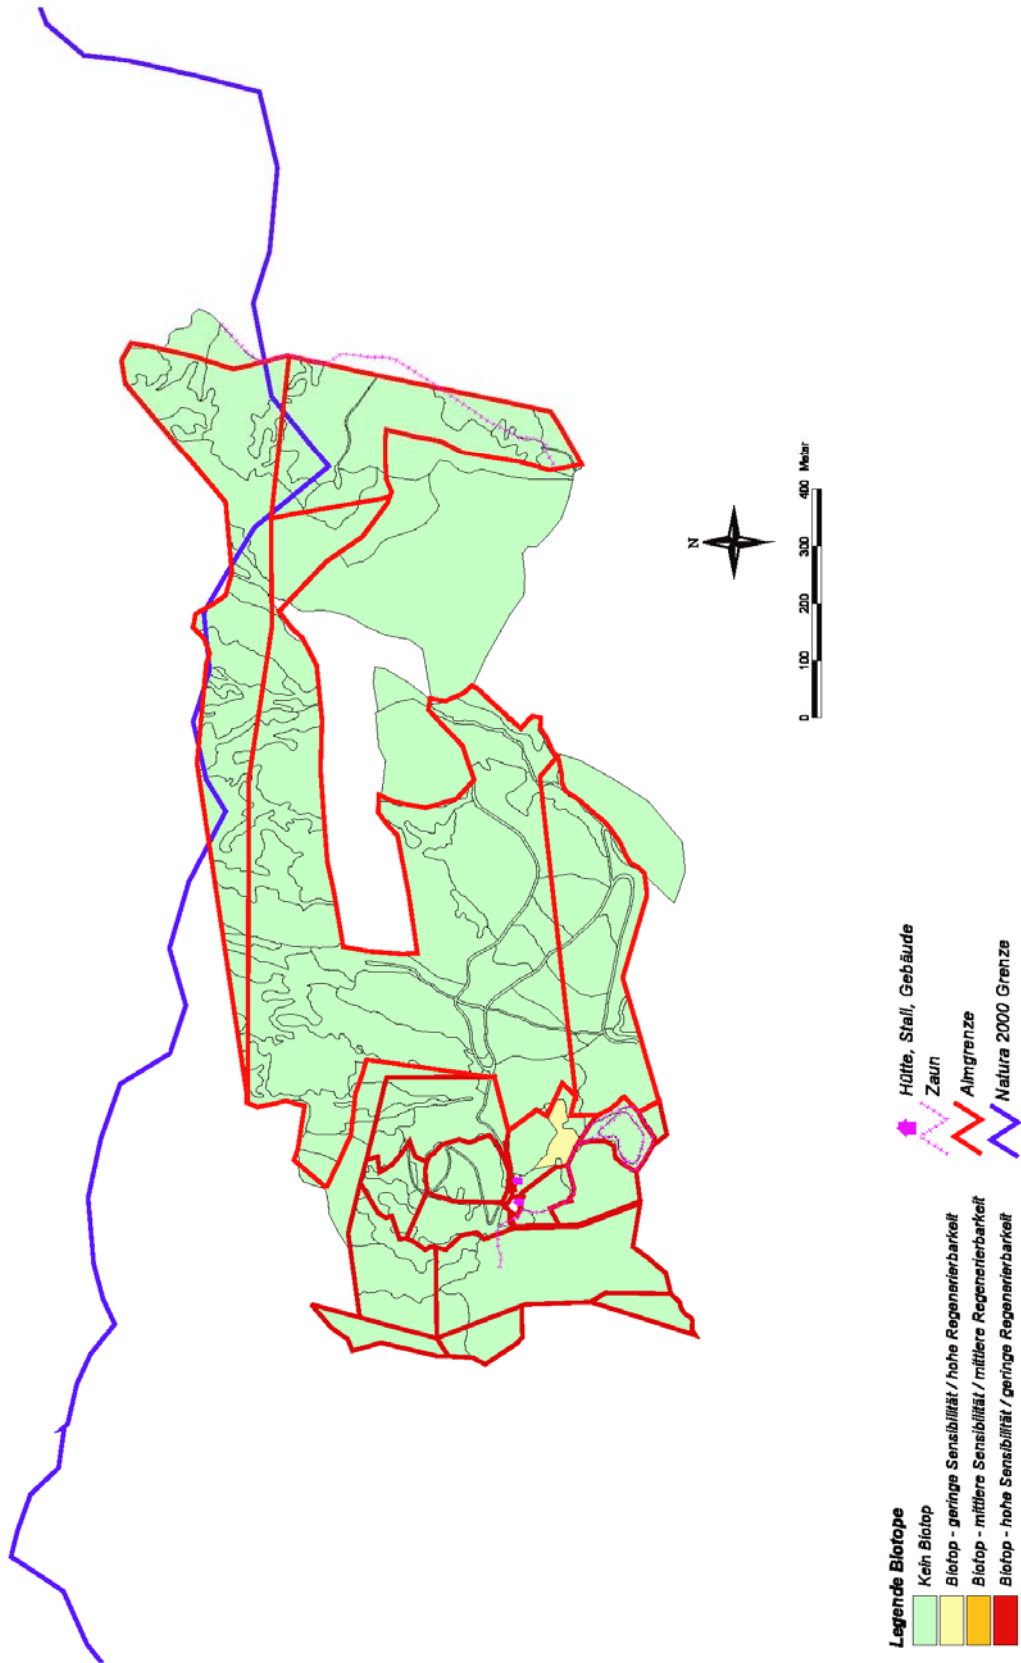 N
0 100 200 300 400 Meter
Legende Biotope
Kein Biotop
Biotop - geringe Sensibilität / hohe Regenerierbarkeit
Biotop - mittlere Sensibilität / mittlere Regenerierbarkeit
Biotop - hohe Sensibilität / geringe Regenerierbarkeit
Hütte, Stall, Gebäude
Zaun
Almgrenze
Natura 2000 Grenze